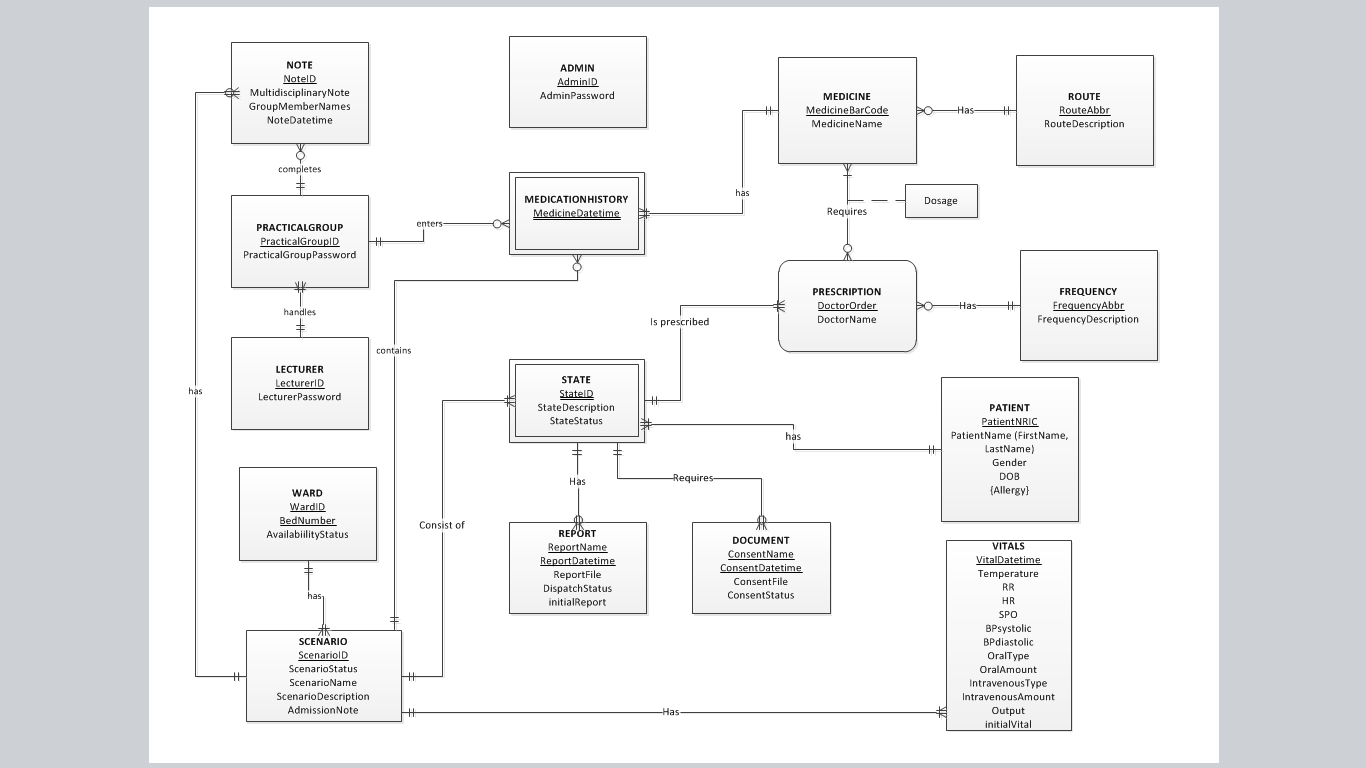 NOTE
NoteID
MultidisciplinaryNote
GroupMemberNames
NoteDatetime
completes
PRACTICALGROUP
PracticalGroupID
PracticalGroupPassword
handles
LECTURER
LecturerID
LecturerPassword
has
WARD
WardID
BedNumber
AvailabiilityStatus
has
SCENARIO
ScenarioID
ScenarioStatus
ScenarioName
ScenarioDescription
AdmissionNote
ADMIN
AdminID
AdminPassword
enters
MEDICATIONHISTORY
MedicineDatetime
contains
has
MEDICINE
MedicineBarCode
MedicineName
Has
ROUTE
RouteAbbr
RouteDescription
Dosage
Requires
PRESCRIPTION
DoctorOrder
DoctorName
Has
FREQUENCY
FrequencyAbbr
FrequencyDescription
Is prescribed
STATE
StateID
StateDescription
StateStatus
has
PATIENT
PatientNRIC
PatientName (FirstName,
LastName)
Gender
DOB
{Allergy}
Consist of
Has
Requires
REPORT
ReportName
ReportDatetime
ReportFile
DispatchStatus
initialReport
DOCUMENT
ConsentName
ConsentDatetime
ConsentFile
ConsentStatus
Has
VITALS
VitalDatetime
Temperature
RR
HR
SPO
BPsystolic
BPdiastolic
OralType
OralAmount
IntravenousType
IntravenousAmount
Output
initialVital